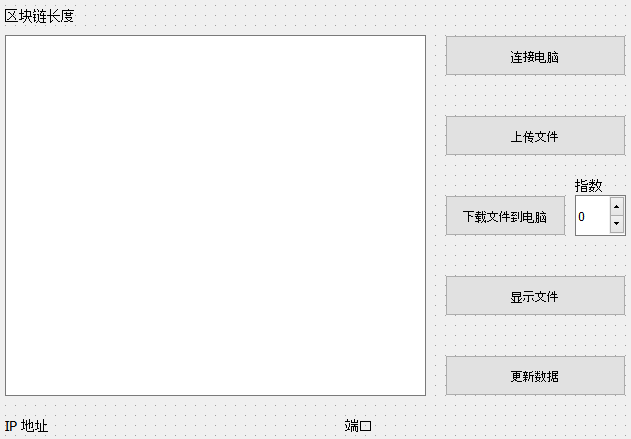 区块链长度
连接电脑
上传文件
指数
下载文件到电脑
0
显示文件
更新数据
IP 地址
端口